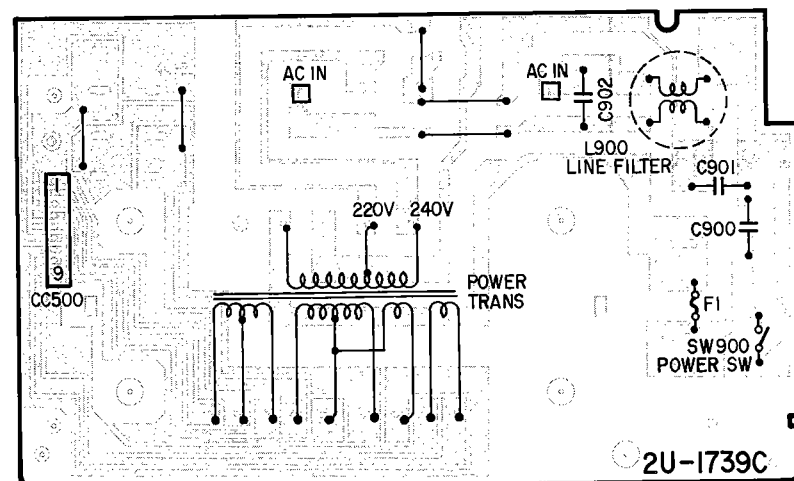 AC IN
AC IN
C902
L900
LINE FILTER
C901
C900
1
9
CC500
220V 240V
POWER
TRANS
F1
SW900
POWER SW
2U-1739C